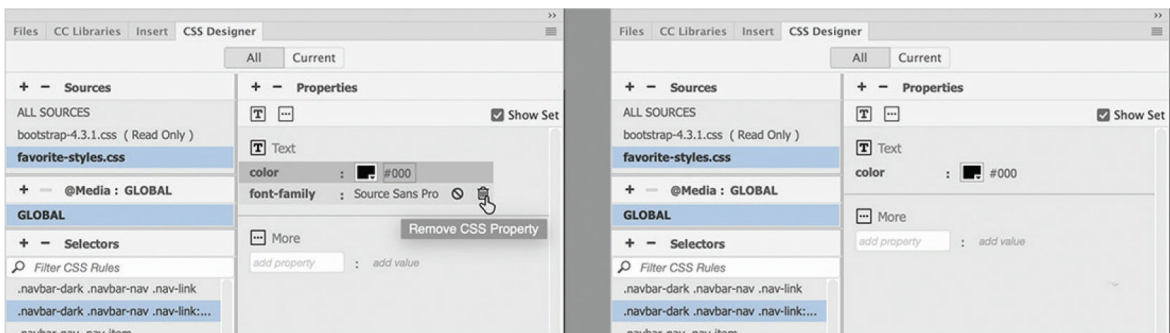 Files CC Libraries Insert CSS Designer
All Current
+ − Sources
ALL SOURCES
bootstrap-4.3.1.css ( Read Only )
favorite-styles.css
+ − @Media : GLOBAL
GLOBAL
+ − Selectors
Filter CSS Rules
.navbar-dark .navbar-nav .nav-link
.navbar-dark .navbar-nav .nav-link:...
.navbar-nav .nav-item
+ − Properties
T Show Set
T Text
color : #000
font-family : Source Sans Pro
Remove CSS Property
More
add property : add value
Files CC Libraries Insert CSS Designer
All Current
+ − Sources
ALL SOURCES
bootstrap-4.3.1.css ( Read Only )
favorite-styles.css
+ − @Media : GLOBAL
GLOBAL
+ − Selectors
Filter CSS Rules
.navbar-dark .navbar-nav .nav-link
.navbar-dark .navbar-nav .nav-link:...
+ − Properties
T Show Set
T Text
color : #000
More
add property : add value